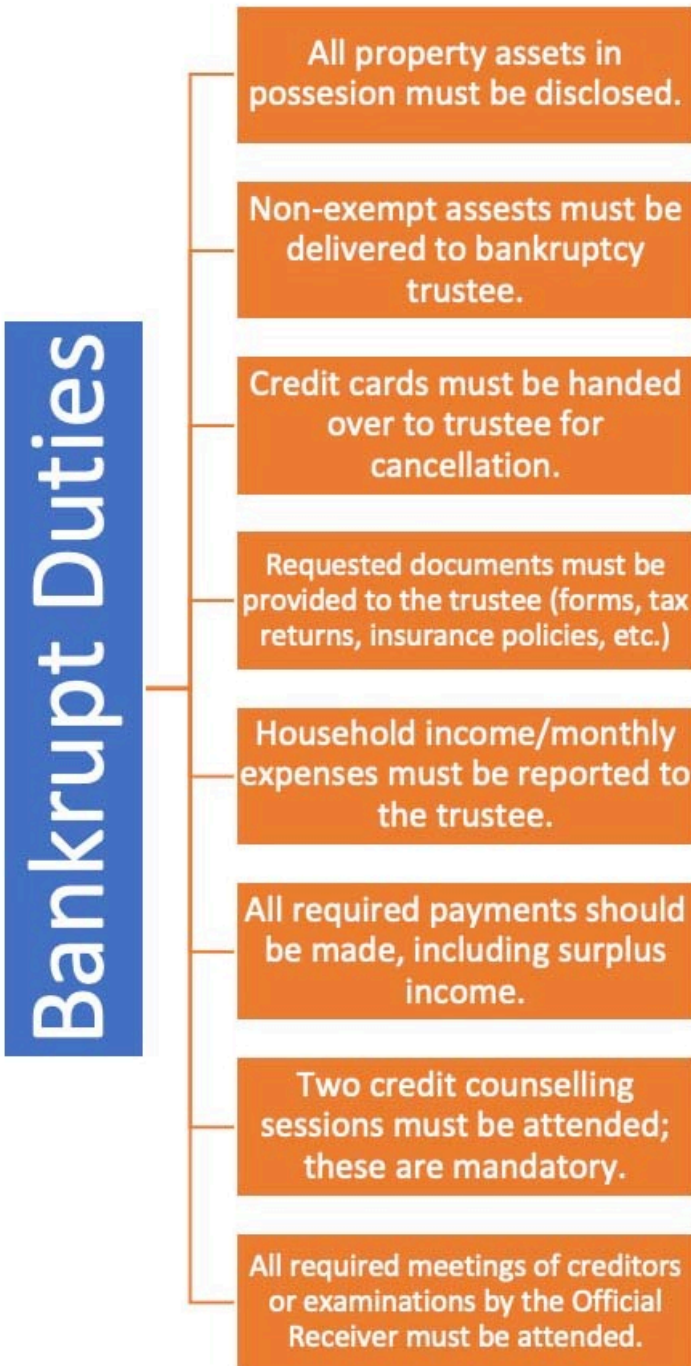 Bankrupt Duties
All property assets in
possesion must be disclosed.
Non-exempt assests must be
delivered to bankruptcy
trustee.
Credit cards must be handed
over to trustee for
cancellation.
Requested documents must be
provided to the trustee (forms, tax
returns, insurance policies, etc.)
Household income/monthly
expenses must be reported to
the trustee.
All required payments should
be made, including surplus
income.
Two credit counselling
sessions must be attended;
these are mandatory.
All required meetings of creditors
or examinations by the Official
Receiver must be attended.